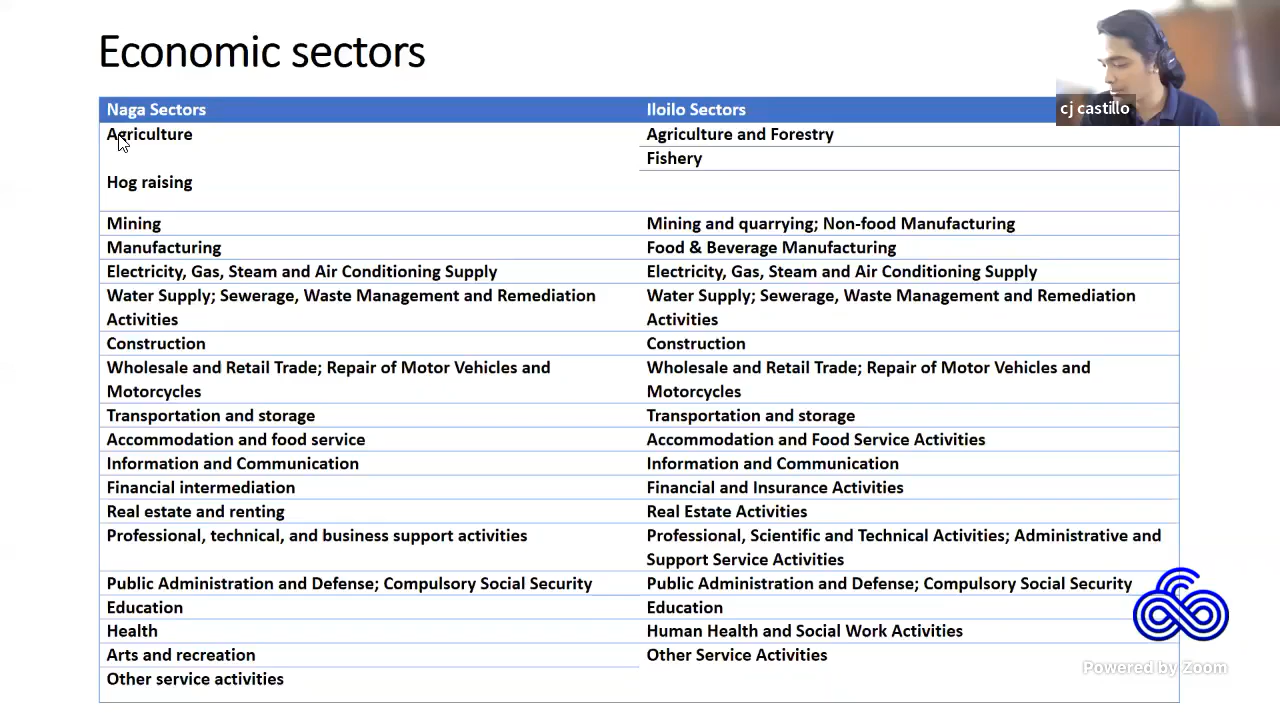 Economic sectors
cj castillo
Naga Sectors
Iloilo Sectors
Agriculture
Agriculture and Forestry
Fishery
Hog raising
Mining
Mining and quarrying; Non-food Manufacturing
Manufacturing
Food & Beverage Manufacturing
Electricity, Gas, Steam and Air Conditioning Supply
Electricity, Gas, Steam and Air Conditioning Supply
Water Supply; Sewerage, Waste Management and Remediation
Activities
Water Supply; Sewerage, Waste Management and Remediation
Activities
Construction
Construction
Wholesale and Retail Trade; Repair of Motor Vehicles and
Motorcycles
Wholesale and Retail Trade; Repair of Motor Vehicles and
Motorcycles
Transportation and storage
Transportation and storage
Accommodation and food service
Accommodation and Food Service Activities
Information and Communication
Information and Communication
Financial intermediation
Financial and Insurance Activities
Real estate and renting
Real Estate Activities
Professional, technical, and business support activities
Professional, Scientific and Technical Activities; Administrative and
Support Service Activities
Public Administration and Defense; Compulsory Social Security
Public Administration and Defense; Compulsory Social Security
Education
Education
Health
Human Health and Social Work Activities
Arts and recreation
Other Service Activities
Other service activities
Powered by Zoom